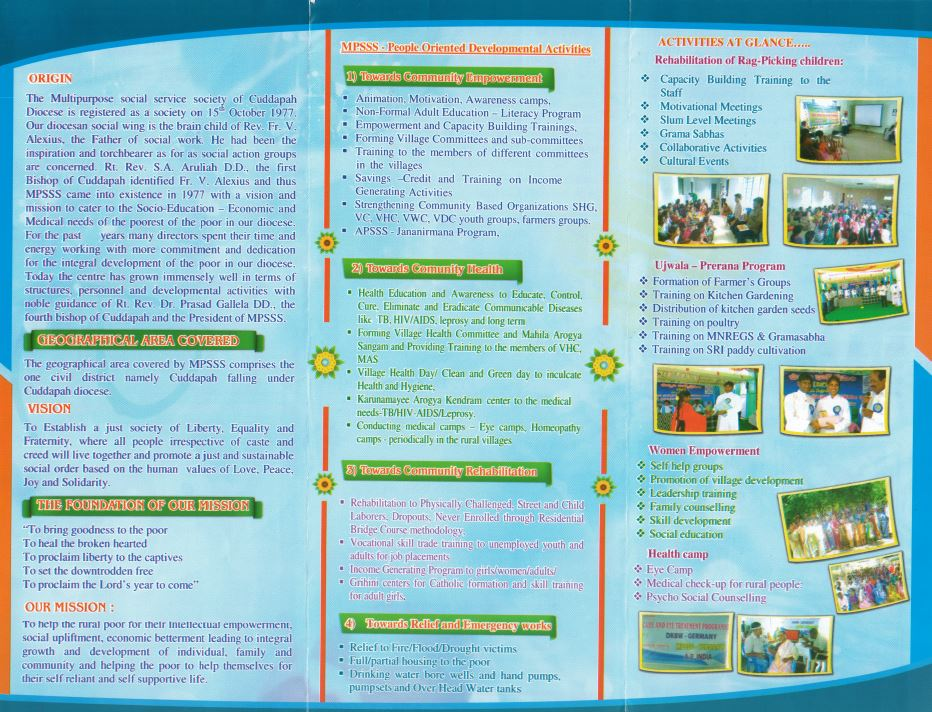 ORIGIN
The Multipurpose social service society of Cuddapah
Diocese is registered as a society on 15th October 1977.
Our diocesan social wing is the brain child of Rev. Fr. V.
Alexius, the Father of social work. He had been the
inspiration and torchbearer as for as social action groups
are concerned. Rt. Rev. S.A. Aruliah D.D., the first
Bishop of Cuddapah identified Fr. V. Alexius and thus
MPSSS came into existence in 1977 with a vision and
mission to cater to the Socio-Education – Economic and
Medical needs of the poorest of the poor in our diocese.
For the past years many directors spent their time and
energy working with more commitment and dedication
for the integral development of the poor in our diocese.
Today the centre has grown immensely well in terms of
structures, personnel and developmental activities with
noble guidance of Rt. Rev. Dr. Prasad Gallela DD., the
fourth bishop of Cuddapah and the President of MPSSS.
GEOGRAPHICAL AREA COVERED
The geographical area covered by MPSSS comprises the
one civil district namely Cuddapah falling under
Cuddapah diocese.
VISION
To Establish a just society of Liberty, Equality and
Fraternity, where all people irrespective of caste and
creed will live together and promote a just and sustainable
social order based on the human values of Love, Peace,
Joy and Solidarity.
THE FOUNDATION OF OUR MISSION
“To bring goodness to the poor
To heal the broken hearted
To proclaim liberty to the captives
To set the downtrodden free
To proclaim the Lord’s year to come”
OUR MISSION :
To help the rural poor for their intellectual empowerment,
social upliftment, economic betterment leading to integral
growth and development of individual, family and
community and helping the poor to help themselves for
their self reliant and self supportive life.
MPSSS - People Oriented Developmental Activities
1) Towards Community Empowerment
▪ Animation, Motivation, Awareness camps,
▪ Non-Formal Adult Education – Literacy Program
▪ Empowerment and Capacity Building Trainings,
▪ Forming Village Committees and sub-committees
▪ Training to the members of different committees
in the villages
▪ Savings –Credit and Training on Income
Generating Activities
▪ Strengthening Community Based Organizations SHG,
VC, VHC, VWC, VDC youth groups, farmers groups.
▪ APSSS - Jananirmana Program,
2) Towards Comunity Health
▪ Health Education and Awareness to Educate, Control,
Cure, Eliminate and Eradicate Communicable Diseases
like -TB, HIV/AIDS, leprosy and long term
▪ Forming Village Health Committee and Mahila Arogya
Sangam and Providing Training to the members of VHC,
MAS
▪ Village Health Day/ Clean and Green day to inculcate
Health and Hygiene,
▪ Karunamayee Arogya Kendram center to the medical
needs-TB/HIV-AIDS/Leprosy.
▪ Conducting medical camps – Eye camps, Homeopathy
camps - periodically in the rural villages
3) Towards Community Rehabilitation
▪ Rehabilitation to Physically Challenged, Street and Child
Laborers, Dropouts, Never Enrolled through Residential
Bridge Course methodology.
▪ Vocational skill trade training to unemployed youth and
adults for job placements
▪ Income Generating Program to girls/women/adults/
▪ Grihini centers for Catholic formation and skill training
for adult girls.
4) Towards Relief and Emergency works
▪ Relief to Fire/Flood/Drought victims
▪ Full/partial housing to the poor
▪ Drinking water bore wells and hand pumps,
pumpsets and Over Head Water tanks
ACTIVITIES AT GLANCE.....
Rehabilitation of Rag-Picking children:
❖ Capacity Building Training to the
Staff
❖ Motivational Meetings
❖ Slum Level Meetings
❖ Grama Sabhas
❖ Collaborative Activities
❖ Cultural Events
Ujwala – Prerana Program
❖ Formation of Farmer’s Groups
❖ Training on Kitchen Gardening
❖ Distribution of kitchen garden seeds
❖ Training on poultry
❖ Training on MNREGS & Gramasabha
❖ Training on SRI paddy cultivation
Women Empowerment
❖ Self help groups
❖ Promotion of village development
❖ Leadership training
❖ Family counselling
❖ Skill development
❖ Social education
Health camp
❖ Eye Camp
❖ Medical check-up for rural people:
❖ Psycho Social Counselling
CARE AND EYE TREATMENT PROGRAMME
DKBW - GERMANY
A.P. INDIA